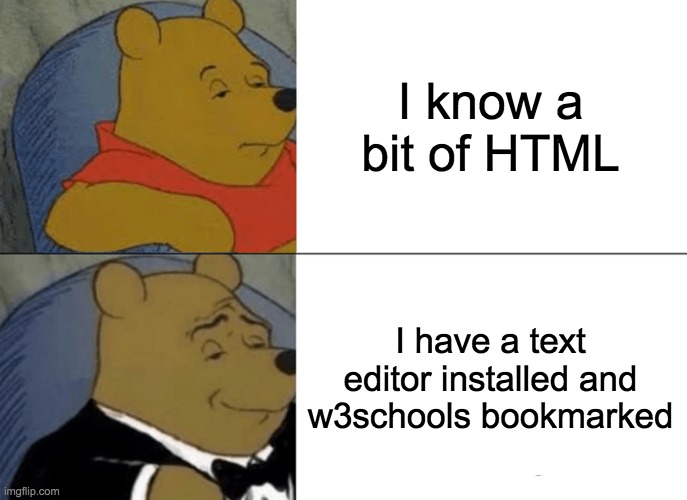 I know a
bit of HTML
I have a text
editor installed and
w3schools bookmarked
imgflip.com